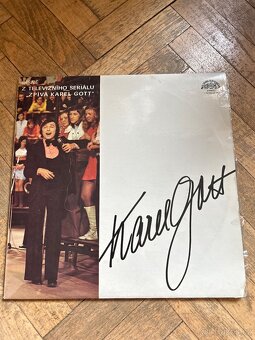 Z TELEVIZNÍHO SERIÁLU
„ZPÍVÁ KAREL GOTT“
Karel Gott